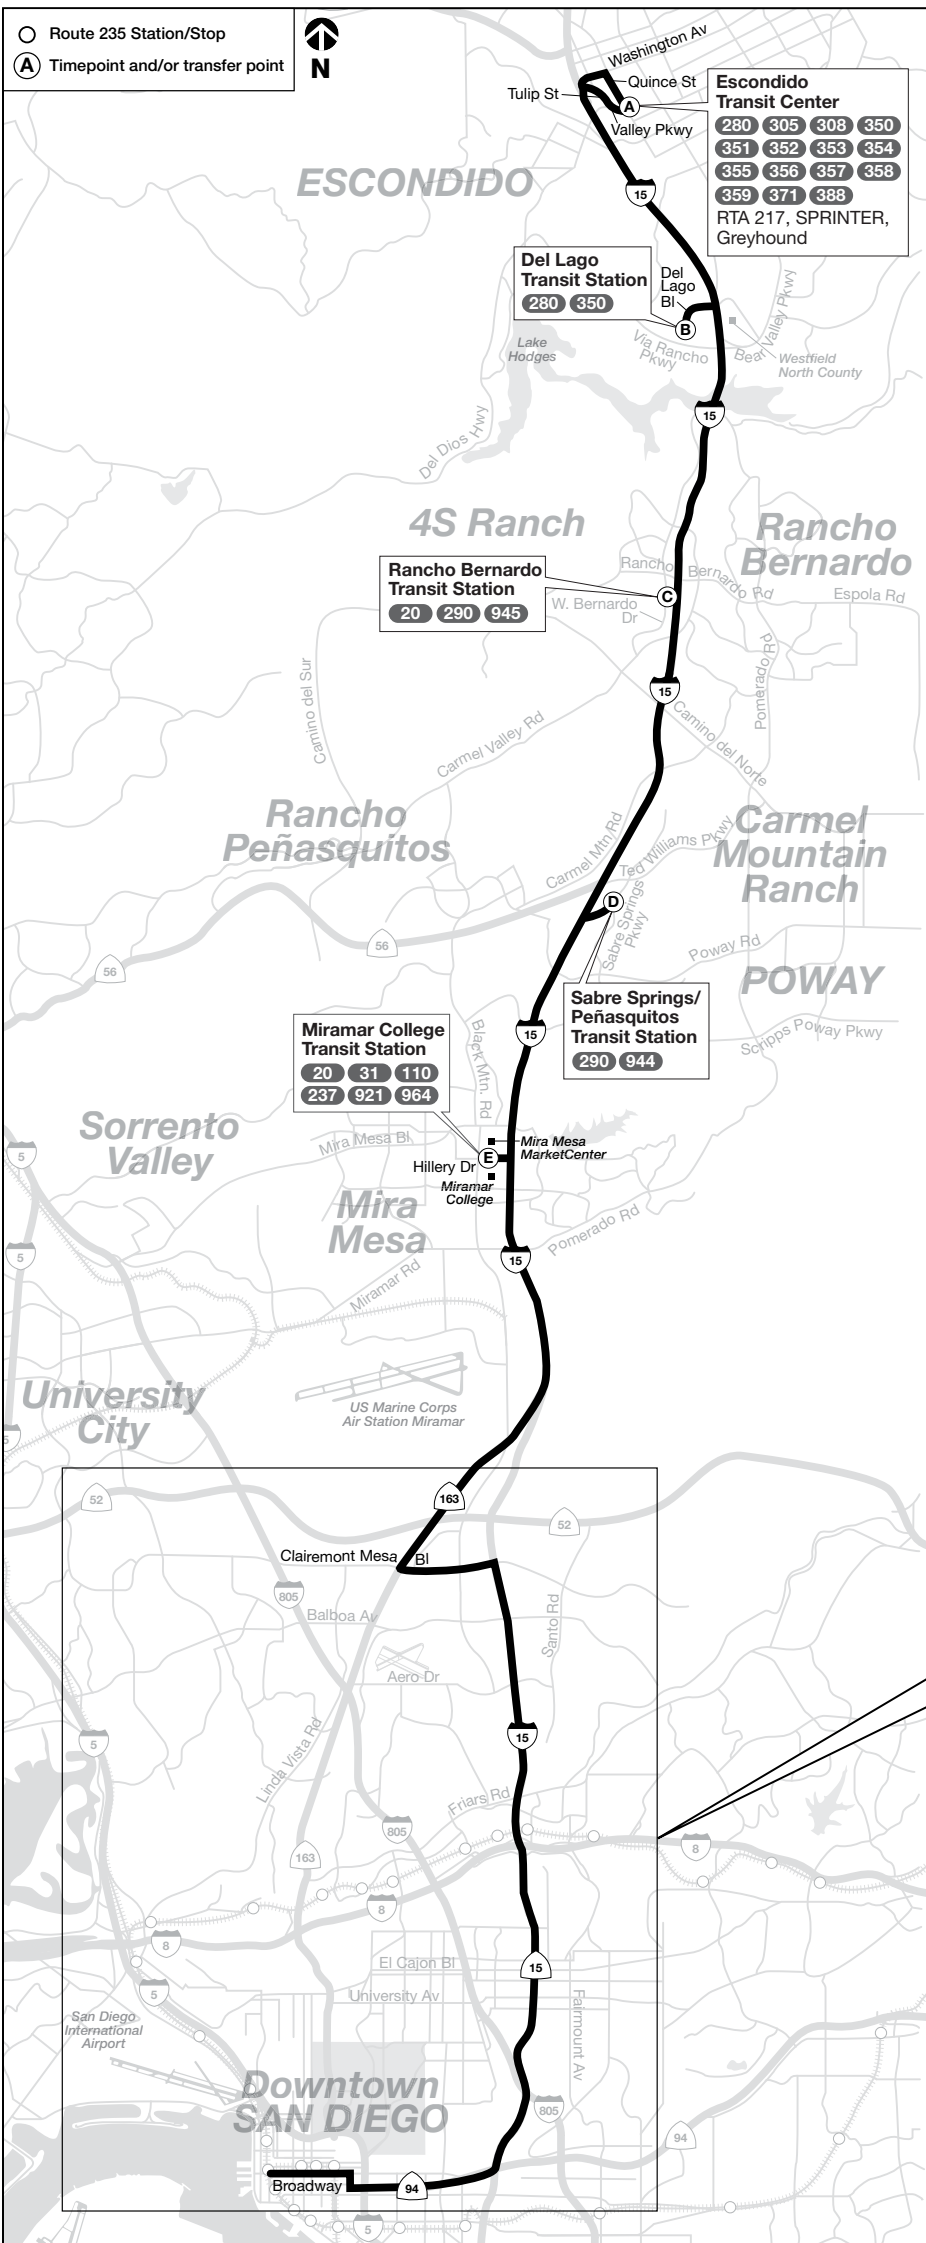 Route 235 Station/Stop
A Timepoint and/or transfer point
N
Washington Av
Quince St
Tulip St
A
Valley Pkwy
Escondido
Transit Center
280 305 308 350
351 352 353 354
355 356 357 358
359 371 388
RTA 217, SPRINTER,
Greyhound
ESCONDIDO
15
Del Lago
Transit Station
280 350
Del
Lago
Bl
B
Lake
Hodges
Via Rancho
Pkwy
Bear Valley Pkwy
Westfield
North County
15
Del Dios Hwy
4S Ranch
Rancho
Bernardo
Rancho Bernardo
Transit Station
20 290 945
Rancho Bernardo Rd
C
Espola Rd
W. Bernardo
Dr
Pomerado Rd
15
Camino del Sur
Carmel Valley Rd
Camino del Norte
Rancho
Peñasquitos
Carmel
Mountain
Ranch
Carmel Mtn Rd
Ted Williams Pkwy
D
Sabre Springs
Pkwy
56
56
Poway Rd
POWAY
Sabre Springs/
Peñasquitos
Transit Station
290 944
Scripps Poway Pkwy
15
Miramar College
Transit Station
20 31 110
237 921 964
Black Mtn. Rd
Sorrento
Valley
5
Mira Mesa Bl
Mira Mesa
MarketCenter
E
Hillery Dr
Miramar
College
Mira
Mesa
Pomerado Rd
5
15
Miramar Rd
University
City
US Marine Corps
Air Station Miramar
5
52
163
52
Clairemont Mesa Bl
805
Balboa Av
Santo Rd
Aero Dr
5
15
Linda Vista Rd
Friars Rd
805
163
8
8
8
El Cajon Bl
15
University Av
5
Fairmount Av
San Diego
International
Airport
Downtown
SAN DIEGO
805
94
Broadway
94
5